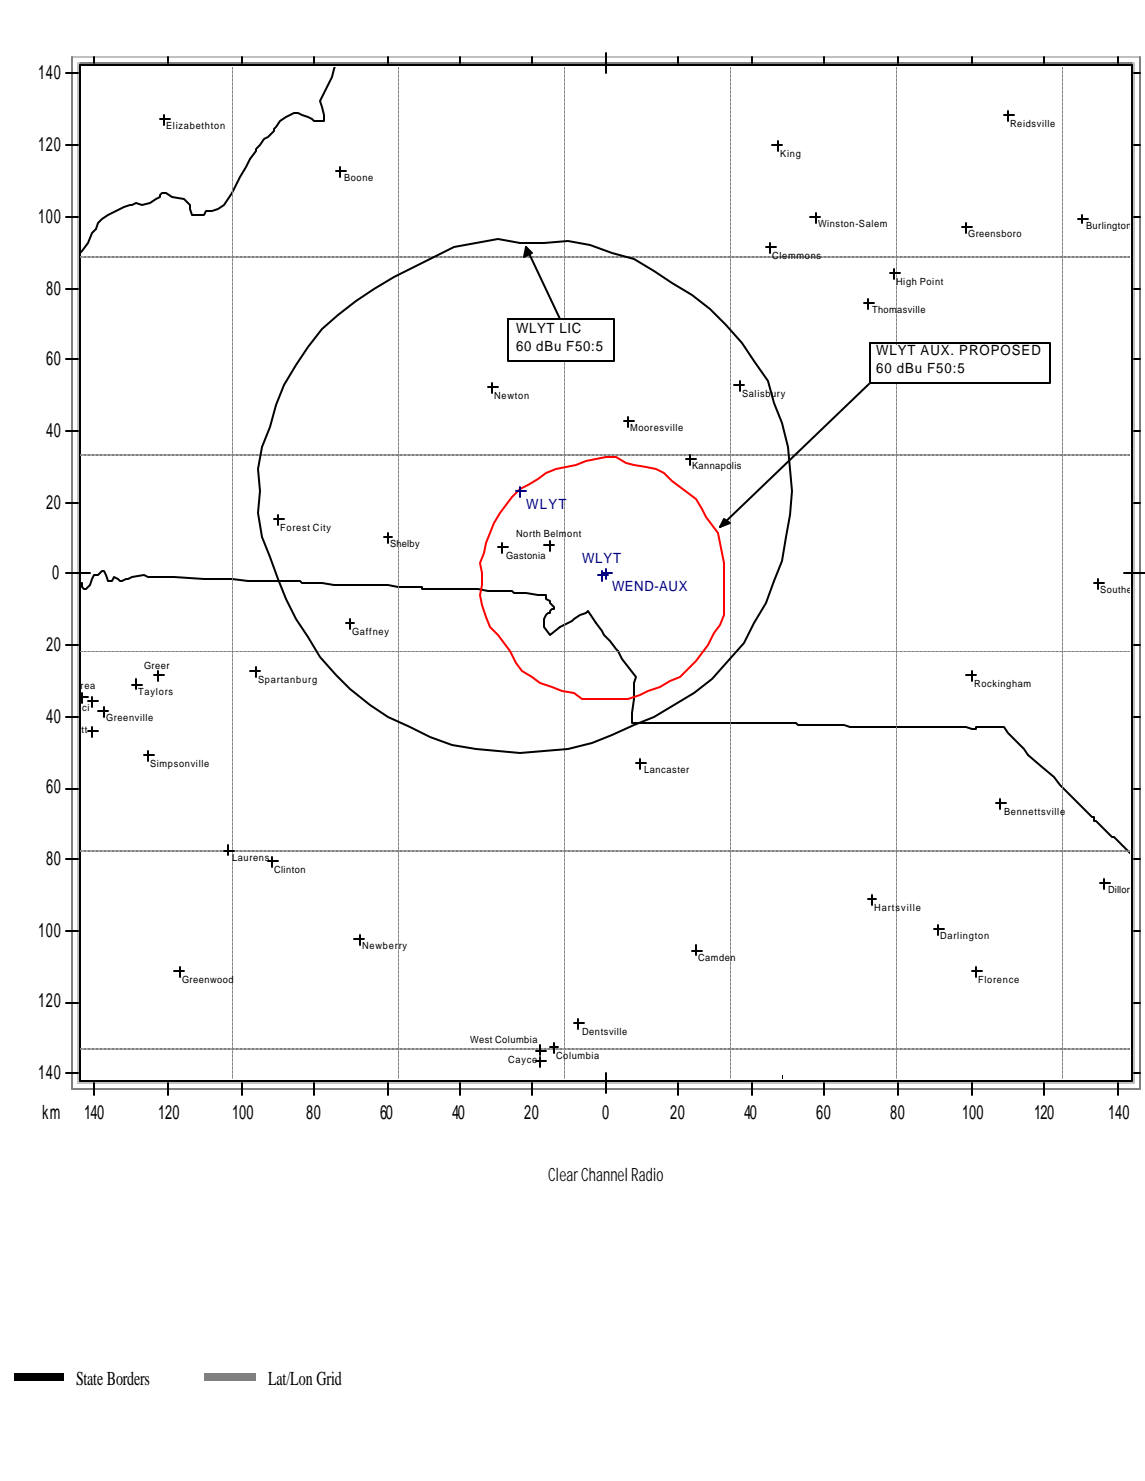 140
Elizabethton
Reidsville
120
King
Boone
100
Winston-Salem
Greensboro
Burlington
Clemmons
80
High Point
Thomasville
WLYT LIC
60 dBu F50:5
WLYT AUX. PROPOSED
60 dBu F50:5
60
Newton
Salisbury
40
Mooresville
Kannapolis
20
WLYT
Forest City
Shelby
North Belmont
Gastonia
WLYT
0
WEND-AUX
Southe
Gaffney
20
Greer
Spartanburg
Rockingham
rea
Taylors
ci
40
Greenville
tt
60
Simpsonville
Lancaster
Bennettsville
80
Laurens
Clinton
Dillor
Hartsville
100
Darlington
Newberry
Camden
Greenwood
Florence
120
Dentsville
West Columbia
Columbia
Cayce
140
km 140 120 100 80 60 40 20 0 20 40 60 80 100 120 140
Clear Channel Radio
State Borders Lat/Lon Grid